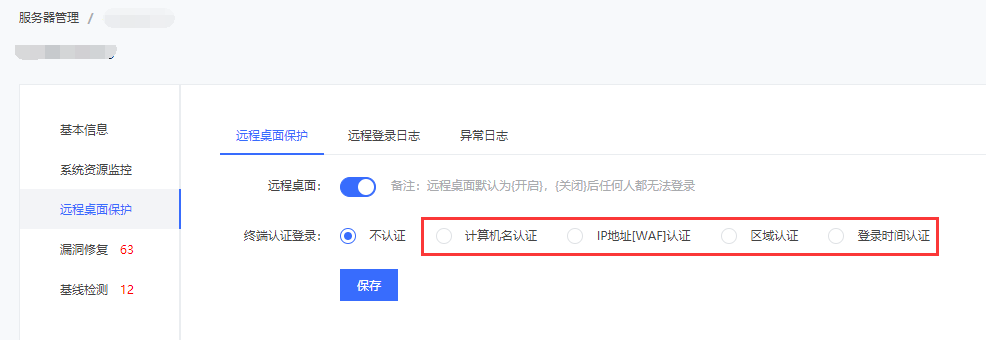 服务器管理 /
基本信息
系统资源监控
远程桌面保护
漏洞修复 63
基线检测 12
远程桌面保护 远程登录日志 异常日志
远程桌面： 备注：远程桌面默认为{开启}，{关闭}后任何人都无法登录
终端认证登录： 不认证 计算机名认证 IP地址[WAF]认证 区域认证 登录时间认证
保存